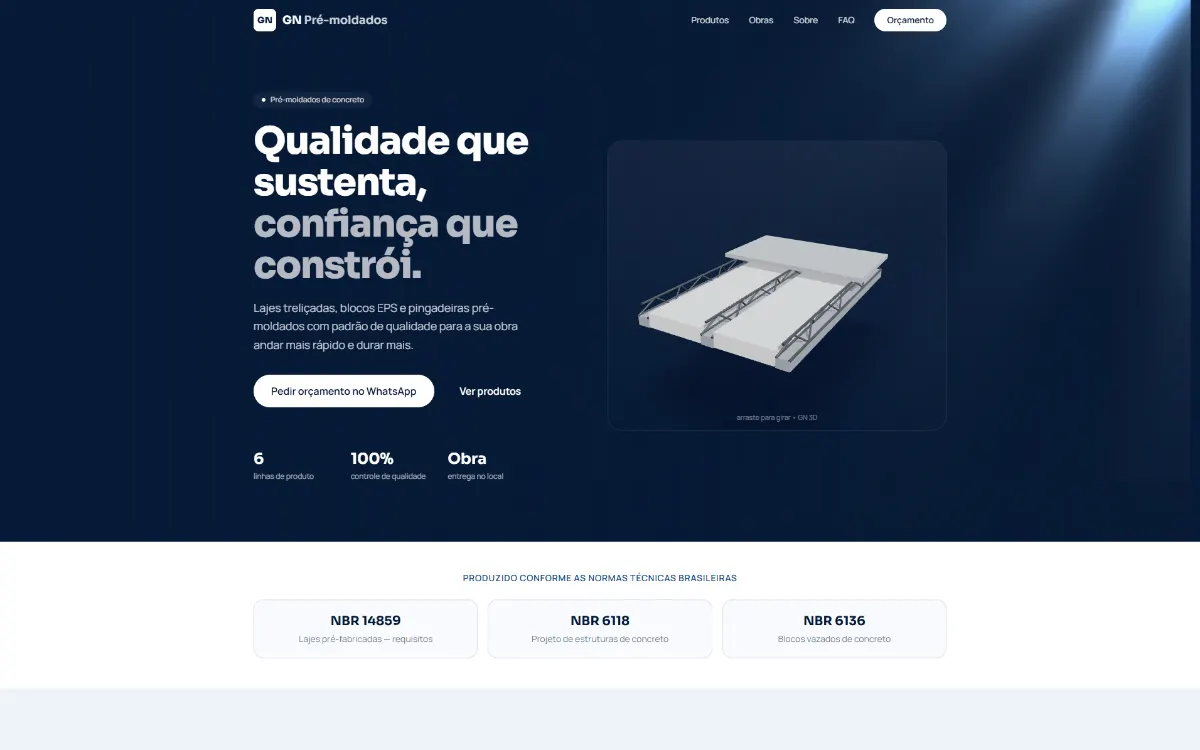 GN GN Pré-moldados
Produtos Obras Sobre FAQ Orçamento
Pré-moldados de concreto
Qualidade que
sustenta,
confiança que
constrói.
Lajes treliçadas, blocos EPS e pingadeiras pré-
moldados com padrão de qualidade para a sua obra
andar mais rápido e durar mais.
Pedir orçamento no WhatsApp Ver produtos
arraste para girar • GN 3D
6 100% Obra
linhas de produto controle de qualidade entrega no local
PRODUZIDO CONFORME AS NORMAS TÉCNICAS BRASILEIRAS
NBR 14859 NBR 6118 NBR 6136
Lajes pré-fabricadas — requisitos Projeto de estruturas de concreto Blocos vazados de concreto